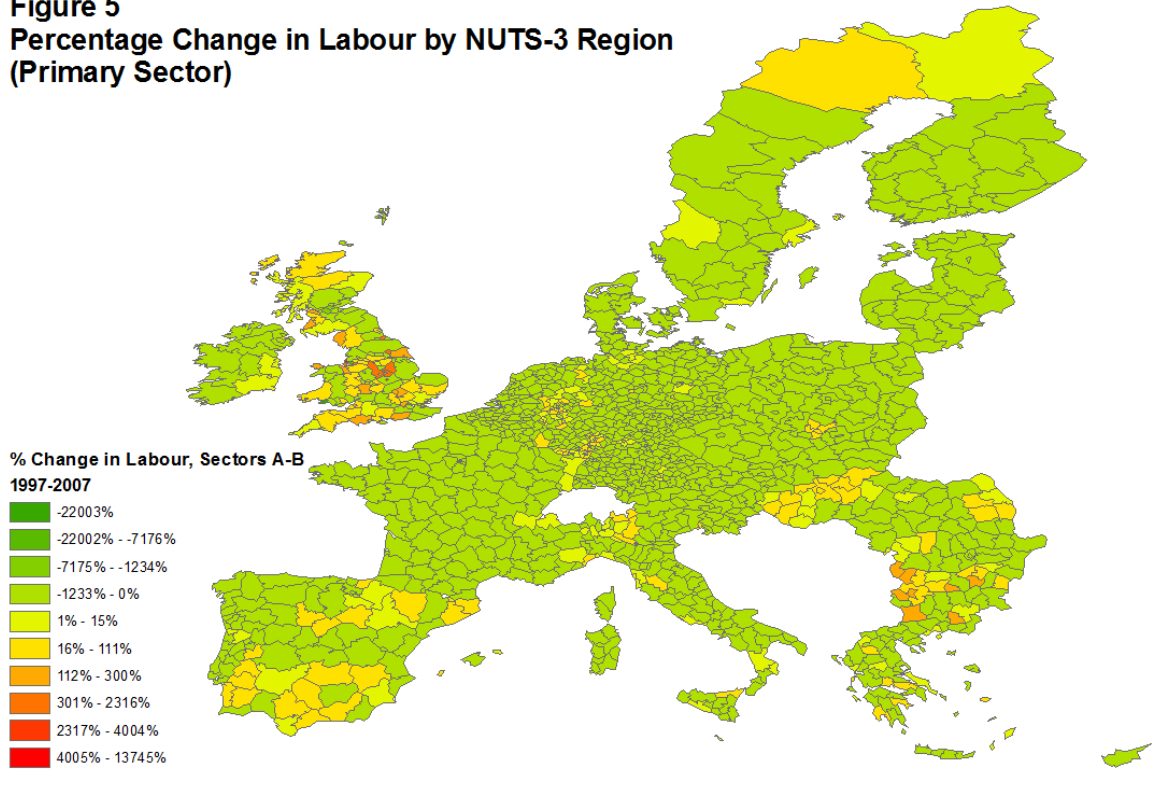 Figure 5
Percentage Change in Labour by NUTS-3 Region
(Primary Sector)
% Change in Labour, Sectors A-B
1997-2007
-22003%
-22002% - -7176%
-7175% - -1234%
-1233% - 0%
1% - 15%
16% - 111%
112% - 300%
301% - 2316%
2317% - 4004%
4005% - 13745%